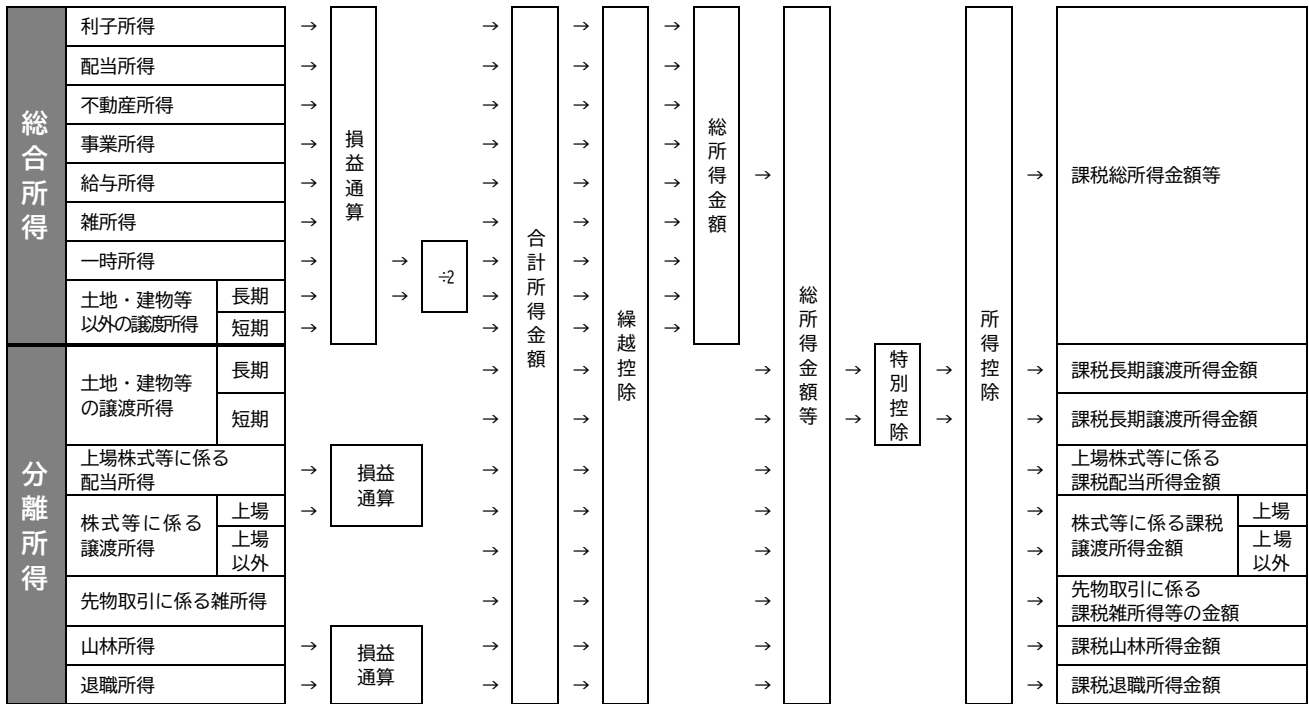 総合所得
利子所得 → → → →
配当所得 → → → →
不動産所得 → → → →
事業所得 → → → →
給与所得 → → → → → → 課税総所得金額等
雑所得 → → → →
一時所得 → → → → →
土地・建物等
以外の譲渡所得
長期 → → → → →
短期 → → → →
損益通算
÷2
合計所得金額
繰越控除
総所得金額
総所得金額等
特別控除
所得控除
分離所得
土地・建物等
の譲渡所得
長期 → → → → → → 課税長期譲渡所得金額
短期 → → → → → → 課税長期譲渡所得金額
上場株式等に係る
配当所得
→ → → → →
上場株式等に係る
課税配当所得金額
株式等に係る
譲渡所得
上場 → → → → →
上場
以外
→ → → →
損益
通算
株式等に係る課税
譲渡所得金額
上場
上場
以外
先物取引に係る雑所得 → → → →
先物取引に係る
課税雑所得等の金額
山林所得 → → → → → 課税山林所得金額
退職所得 → → → → → 課税退職所得金額
損益
通算